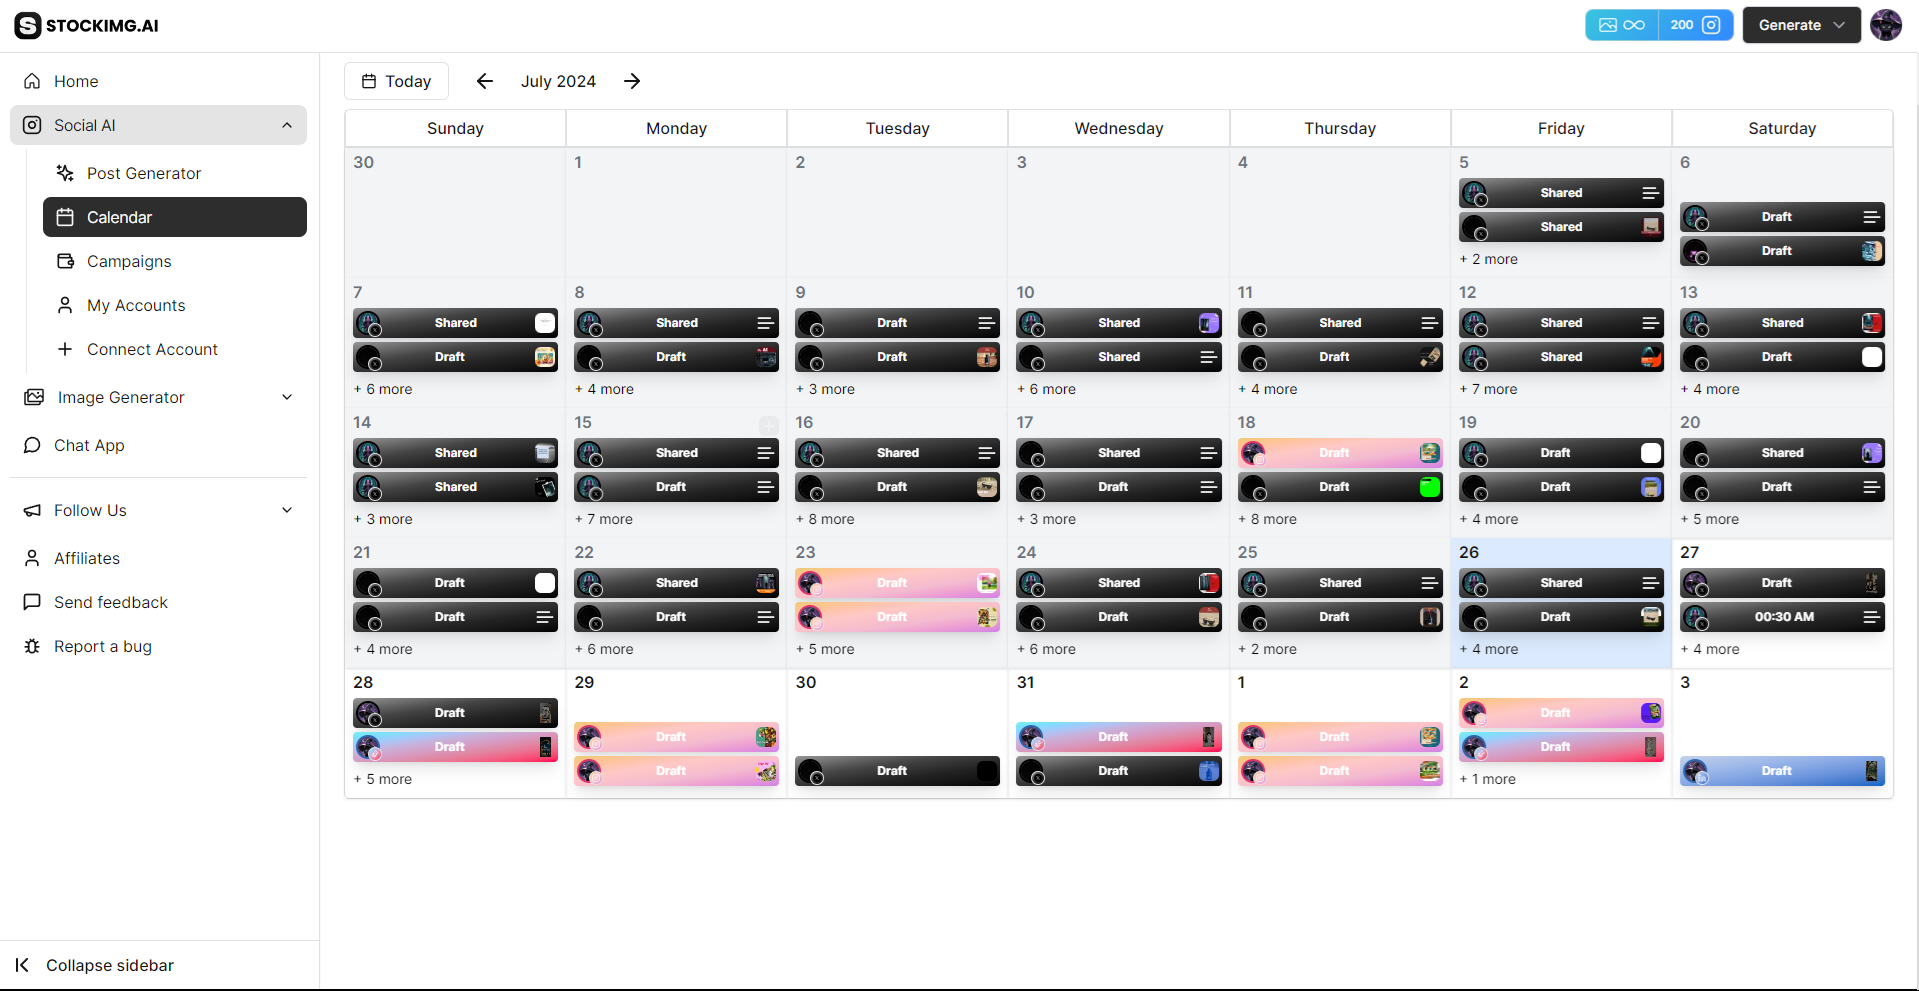 STOCKIMG.AI
200
Generate
Home
Social AI
Post Generator
Calendar
Campaigns
My Accounts
Connect Account
Image Generator
Chat App
Follow Us
Affiliates
Send feedback
Report a bug
Collapse sidebar
Today
July 2024
Sunday Monday Tuesday Wednesday Thursday Friday Saturday
30 1 2 3 4 5 6
Shared
Draft
Shared
Draft
+ 2 more
7 8 9 10 11 12 13
Shared Shared Draft Shared Shared Shared Shared
Draft Draft Draft Shared Draft Shared Draft
+ 6 more + 4 more + 3 more + 6 more + 4 more + 7 more + 4 more
14 15 16 17 18 19 20
Shared Shared Shared Shared Draft Draft Shared
Shared Draft Draft Draft Draft Draft Draft
+ 3 more + 7 more + 8 more + 3 more + 8 more + 4 more + 5 more
21 22 23 24 25 26 27
Draft Shared Draft Shared Shared Shared Draft
Draft Draft Draft Draft Draft Draft 00:30 AM
+ 4 more + 6 more + 5 more + 6 more + 2 more + 4 more + 4 more
28 29 30 31 1 2 3
Draft Draft
Draft Draft Draft
Draft Draft
Draft Draft Draft Draft Draft
+ 5 more + 1 more